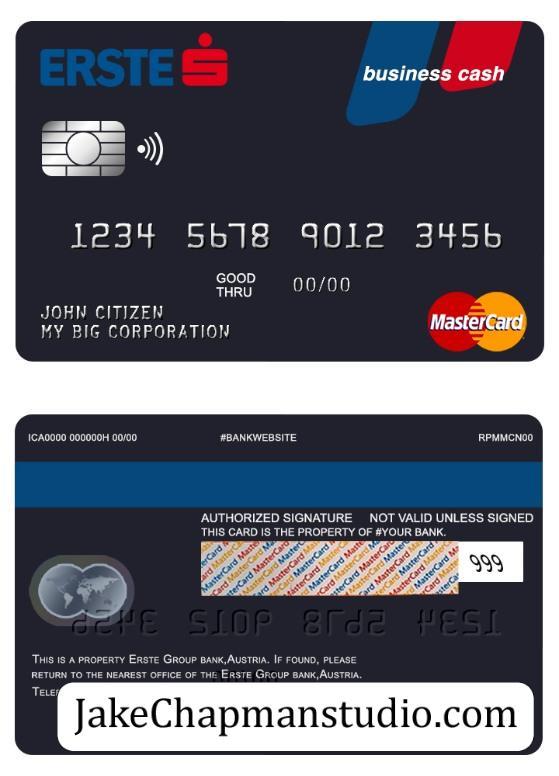 ERSTE
business cash
1234 5678 9012 3456
GOOD
THRU 00/00
JOHN CITIZEN
MY BIG CORPORATION
MasterCard
ICA0000 000000H 00/00 #BANKWEBSITE RPMMCN00
AUTHORIZED SIGNATURE NOT VALID UNLESS SIGNED
THIS CARD IS THE PROPERTY OF #YOUR BANK.
999
THIS IS A PROPERTY ERSTE GROUP BANK,AUSTRIA. IF FOUND, PLEASE
RETURN TO THE NEAREST OFFICE OF THE ERSTE GROUP BANK,AUSTRIA.
JakeChapmanstudio.com